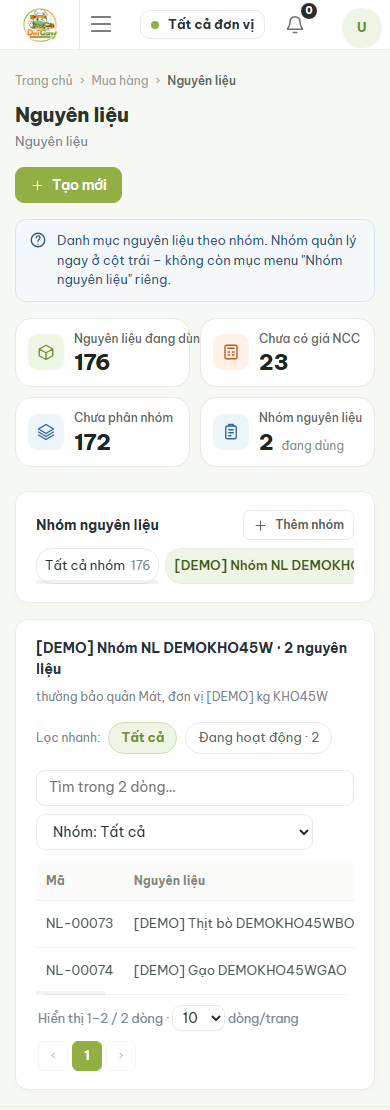 Tất cả đơn vị
0
U
Trang chủ > Mua hàng > Nguyên liệu
Nguyên liệu
Nguyên liệu
+ Tạo mới
Danh mục nguyên liệu theo nhóm. Nhóm quản lý
ngay ở cột trái – không còn mục menu "Nhóm
nguyên liệu" riêng.
Nguyên liệu đang dùn
176
Chưa có giá NCC
23
Chưa phân nhóm
172
Nhóm nguyên liệu
2 đang dùng
Nhóm nguyên liệu
+ Thêm nhóm
Tất cả nhóm 176
[DEMO] Nhóm NL DEMOKHO
[DEMO] Nhóm NL DEMOKHO45W · 2 nguyên
liệu
thường bảo quản Mát, đơn vị [DEMO] kg KHO45W
Lọc nhanh: Tất cả Đang hoạt động · 2
Tìm trong 2 dòng...
Nhóm: Tất cả
Mã Nguyên liệu
NL-00073 [DEMO] Thịt bò DEMOKHO45WBO
NL-00074 [DEMO] Gạo DEMOKHO45WGAO
Hiển thị 1–2 / 2 dòng · 10 dòng/trang
‹ 1 ›